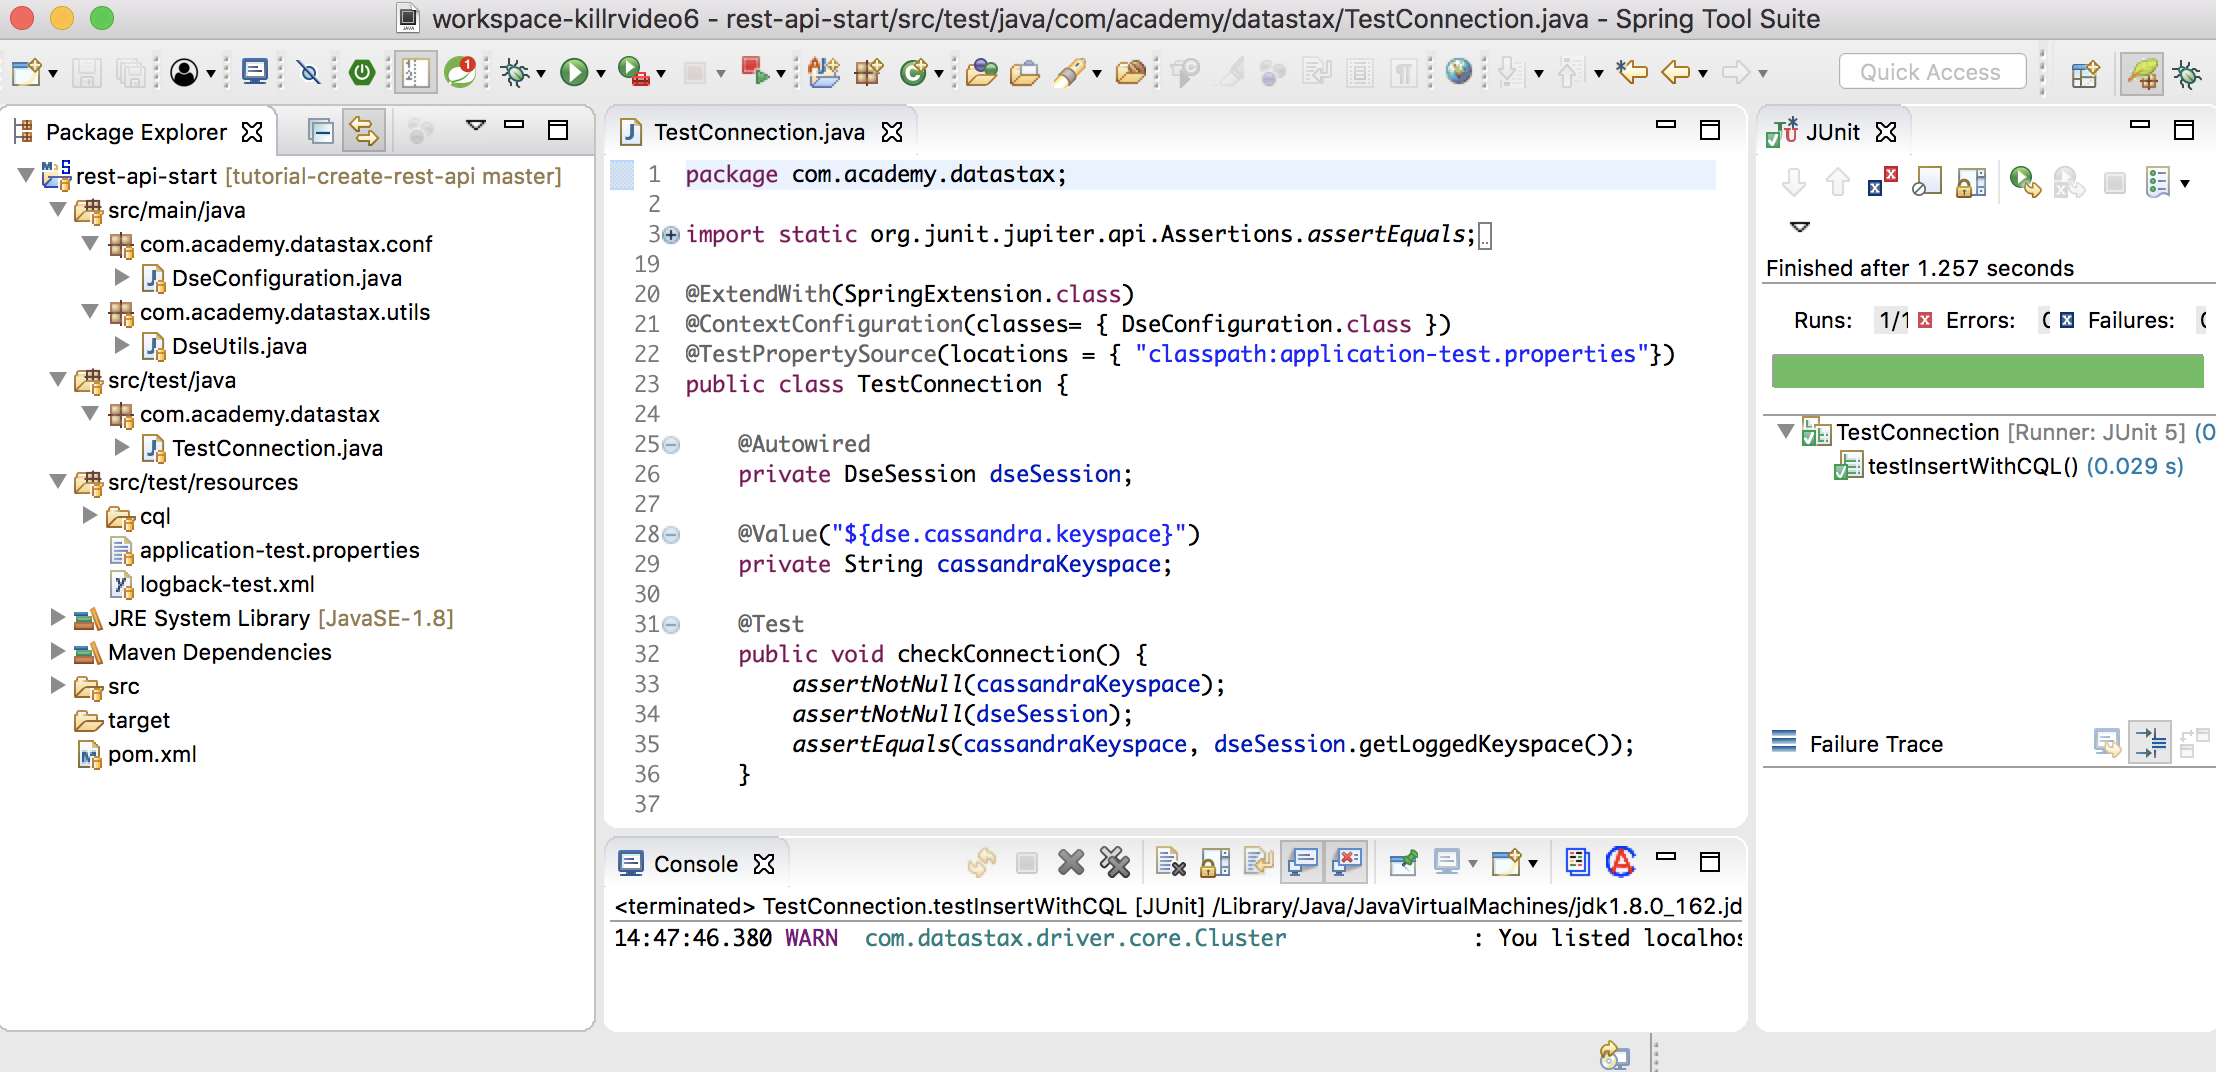 workspace-killrvideo6 - rest-api-start/src/test/java/com/academy/datastax/TestConnection.java - Spring Tool Suite
Quick Access
Package Explorer
rest-api-start [tutorial-create-rest-api master]
src/main/java
com.academy.datastax.conf
DseConfiguration.java
com.academy.datastax.utils
DseUtils.java
src/test/java
com.academy.datastax
TestConnection.java
src/test/resources
cql
application-test.properties
logback-test.xml
JRE System Library [JavaSE-1.8]
Maven Dependencies
src
target
pom.xml
TestConnection.java
1 package com.academy.datastax;
2
3 import static org.junit.jupiter.api.Assertions.assertEquals;
19
20 @ExtendWith(SpringExtension.class)
21 @ContextConfiguration(classes= { DseConfiguration.class })
22 @TestPropertySource(locations = { "classpath:application-test.properties"})
23 public class TestConnection {
24
25 @Autowired
26 private DseSession dseSession;
27
28 @Value("${dse.cassandra.keyspace}")
29 private String cassandraKeyspace;
30
31 @Test
32 public void checkConnection() {
33 assertNotNull(cassandraKeyspace);
34 assertNotNull(dseSession);
35 assertEquals(cassandraKeyspace, dseSession.getLoggedKeyspace());
36 }
37
Console
<terminated> TestConnection.testInsertWithCQL [JUnit] /Library/Java/JavaVirtualMachines/jdk1.8.0_162.jd
14:47:46.380 WARN com.datastax.driver.core.Cluster : You listed localhos
JUnit
Finished after 1.257 seconds
Runs: 1/1 Errors: Failures:
TestConnection [Runner: JUnit 5] (0
testInsertWithCQL() (0.029 s)
Failure Trace